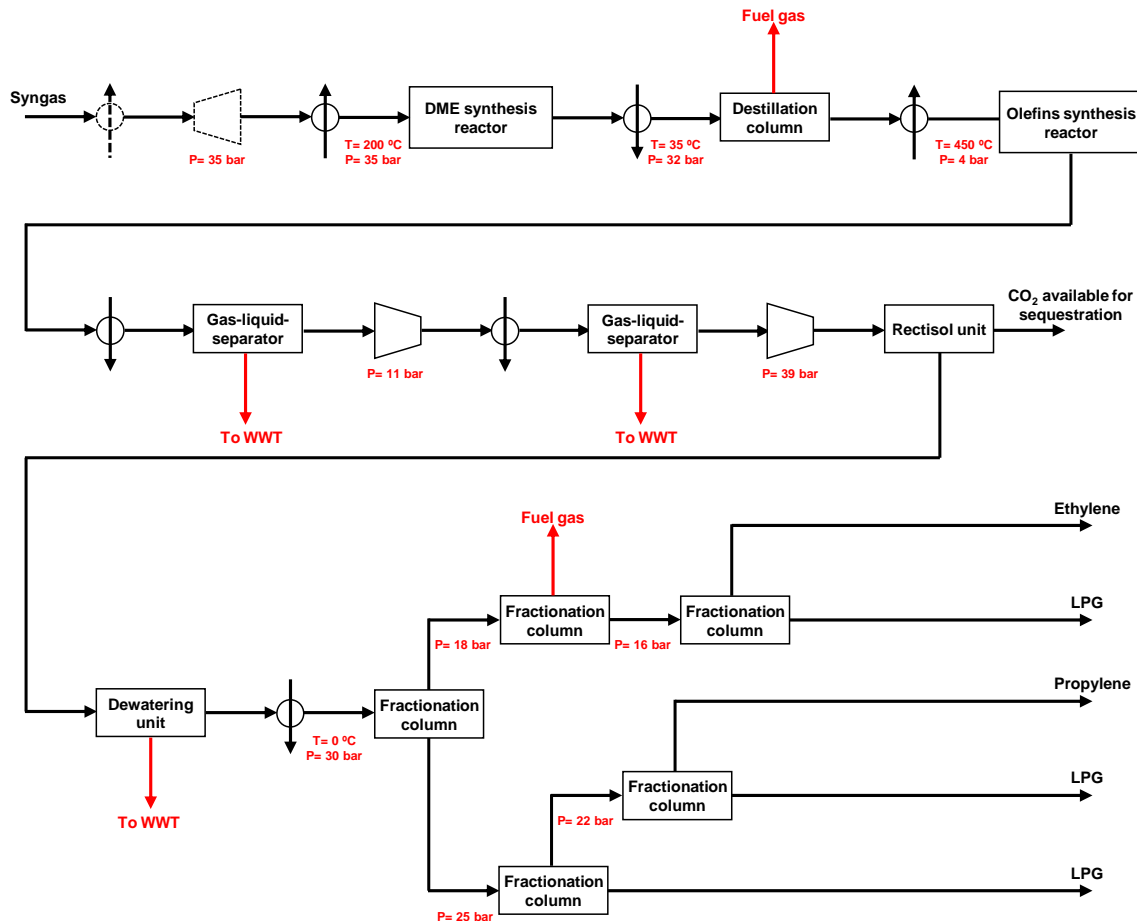 Fuel gas
Syngas
DME synthesis
reactor
Destillation
column
Olefins synthesis
reactor
P= 35 bar
T= 200 ºC
P= 35 bar
T= 35 ºC
P= 32 bar
T= 450 ºC
P= 4 bar
Gas-liquid-
separator
P= 11 bar
Gas-liquid-
separator
P= 39 bar
Rectisol unit
CO2 available for
sequestration
To WWT
To WWT
Fuel gas
Ethylene
Fractionation
column
P= 18 bar
P= 16 bar
Fractionation
column
LPG
Dewatering
unit
T= 0 ºC
P= 30 bar
Fractionation
column
Propylene
Fractionation
column
LPG
P= 22 bar
To WWT
Fractionation
column
LPG
P= 25 bar